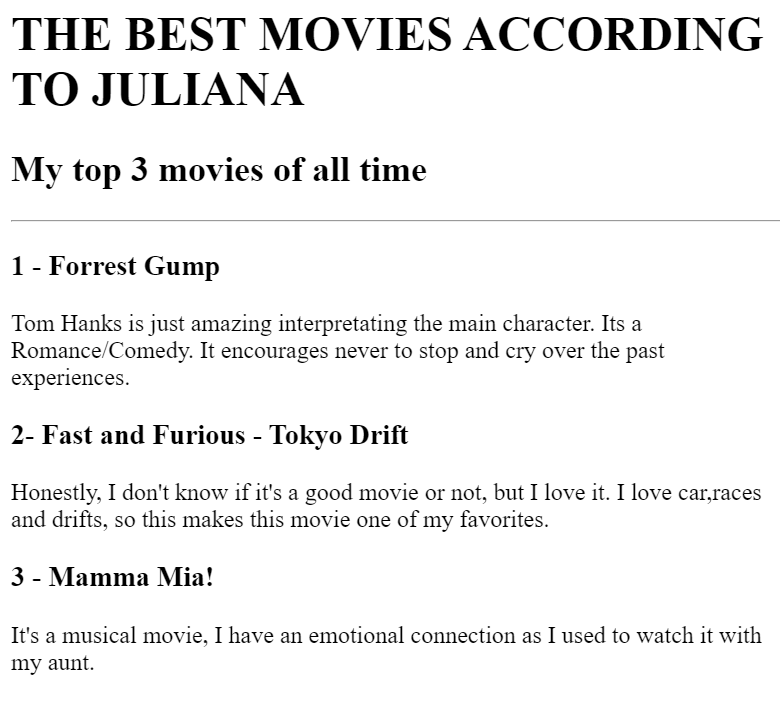 THE BEST MOVIES ACCORDING
TO JULIANA
My top 3 movies of all time
1 - Forrest Gump
Tom Hanks is just amazing interpretating the main character. Its a
Romance/Comedy. It encourages never to stop and cry over the past
experiences.
2- Fast and Furious - Tokyo Drift
Honestly, I don't know if it's a good movie or not, but I love it. I love car,races
and drifts, so this makes this movie one of my favorites.
3 - Mamma Mia!
It's a musical movie, I have an emotional connection as I used to watch it with
my aunt.